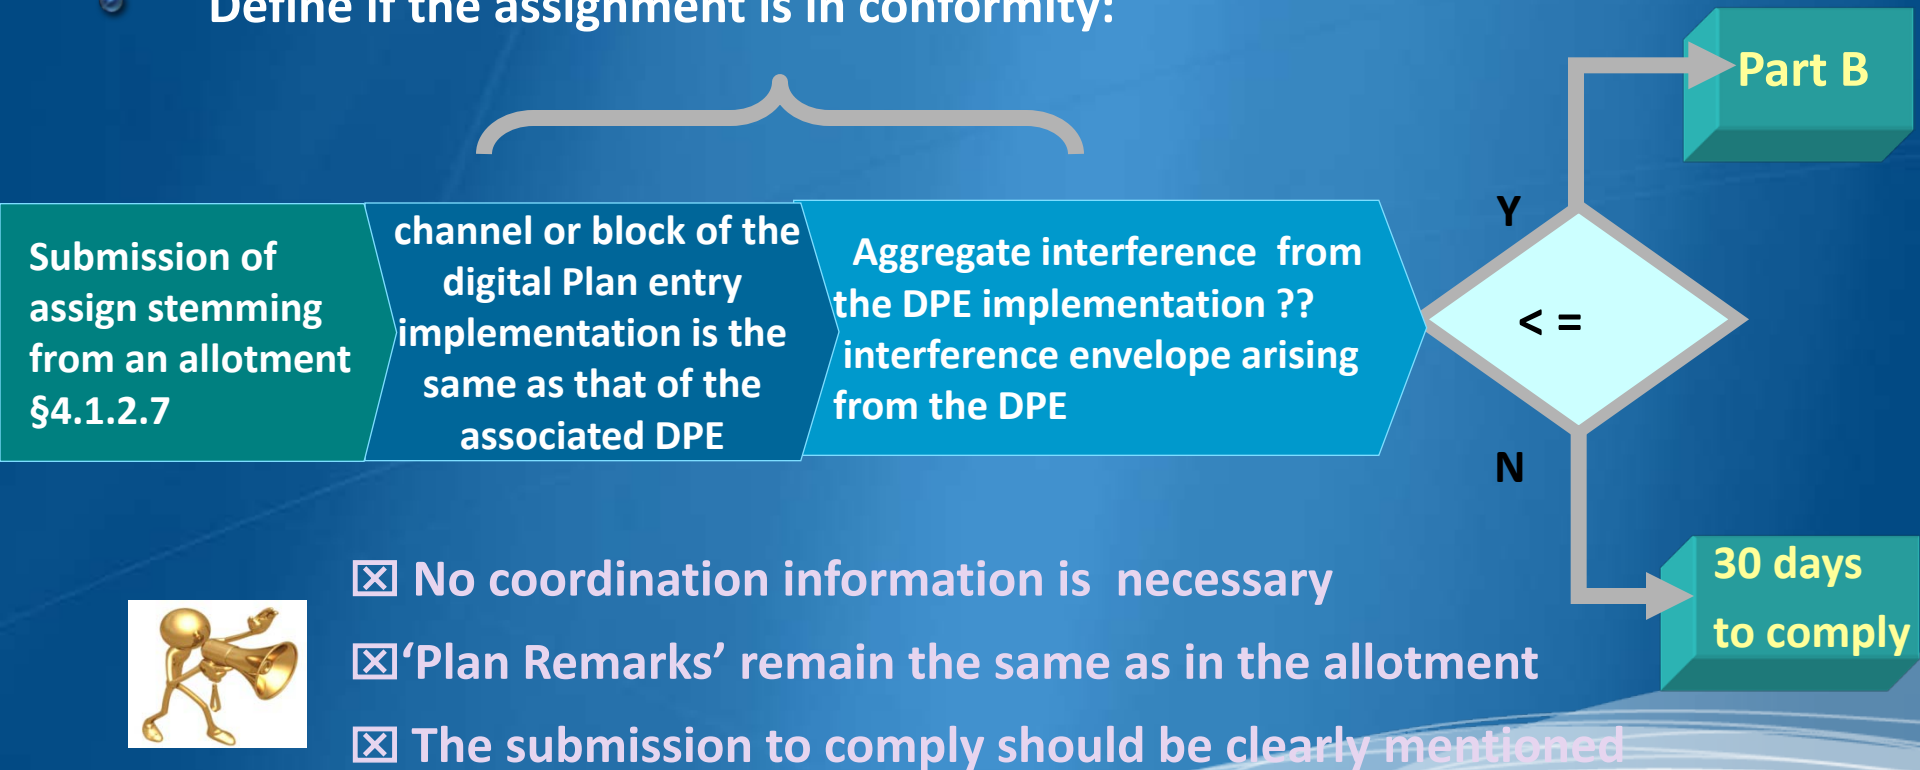 Define if the assignment is in conformity:
Submission of
assign stemming
from an allotment
§4.1.2.7
channel or block of the
digital Plan entry
implementation is the
same as that of the
associated DPE
Aggregate interference from
the DPE implementation ??
interference envelope arising
from the DPE
< =
Y
Part B
N
30 days
to comply
☒ No coordination information is necessary
☒‘Plan Remarks’ remain the same as in the allotment
☒ The submission to comply should be clearly mentioned